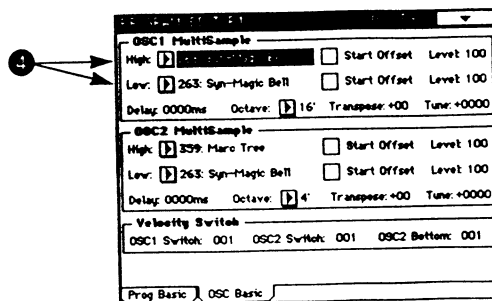 4
OSC1 MultiSample
High: Start Offset Level: 100
Low: 263: Syn-Magic Bell Start Offset Level: 100
Delay: 0000ms Octave: 16' Transpose: +00 Tune: +0000
OSC2 MultiSample
High: 359: Marc Tree Start Offset Level: 100
Low: 263: Syn-Magic Bell Start Offset Level: 100
Delay: 0000ms Octave: 4' Transpose: +00 Tune: +0000
Velocity Switch
OSC1 Switch: 001 OSC2 Switch: 001 OSC2 Bottom: 001
Prog Basic OSC Basic